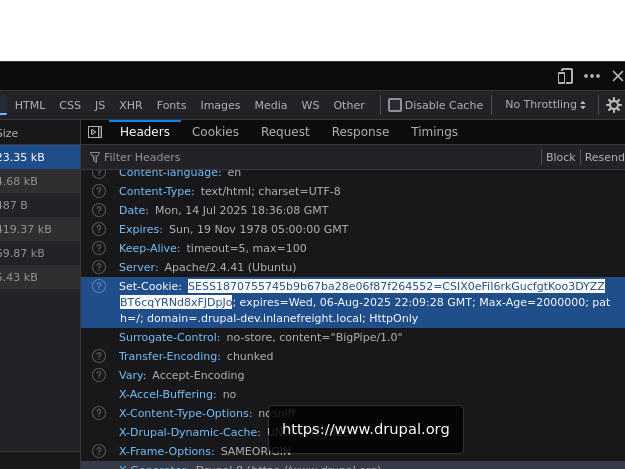 HTML CSS JS XHR Fonts Images Media WS Other Disable Cache No Throttling
Size Headers Cookies Request Response Timings
23.35 kB Filter Headers Block Resend
Content-language: en
4.68 kB
Content-Type: text/html; charset=UTF-8
487 B Date: Mon, 14 Jul 2025 18:36:08 GMT
419.37 kB Expires: Sun, 19 Nov 1978 05:00:00 GMT
69.87 kB Keep-Alive: timeout=5, max=100
Server: Apache/2.4.41 (Ubuntu)
5.43 kB
Set-Cookie: SESS1870755745b9b67ba28e06f87f264552=CSIX0eFiI6rkGucfgtKoo3DYZZ
BT6cqYRNd8xFJDpJo; expires=Wed, 06-Aug-2025 22:09:28 GMT; Max-Age=2000000; pat
h=/; domain=.drupal-dev.inlanefreight.local; HttpOnly
Surrogate-Control: no-store, content="BigPipe/1.0"
Transfer-Encoding: chunked
Vary: Accept-Encoding
X-Accel-Buffering: no
X-Content-Type-Options: nosniff
https://www.drupal.org
X-Drupal-Dynamic-Cache:
X-Frame-Options: SAMEORIGIN
X-Generator: Drupal 8 (https://www.drupal.org)